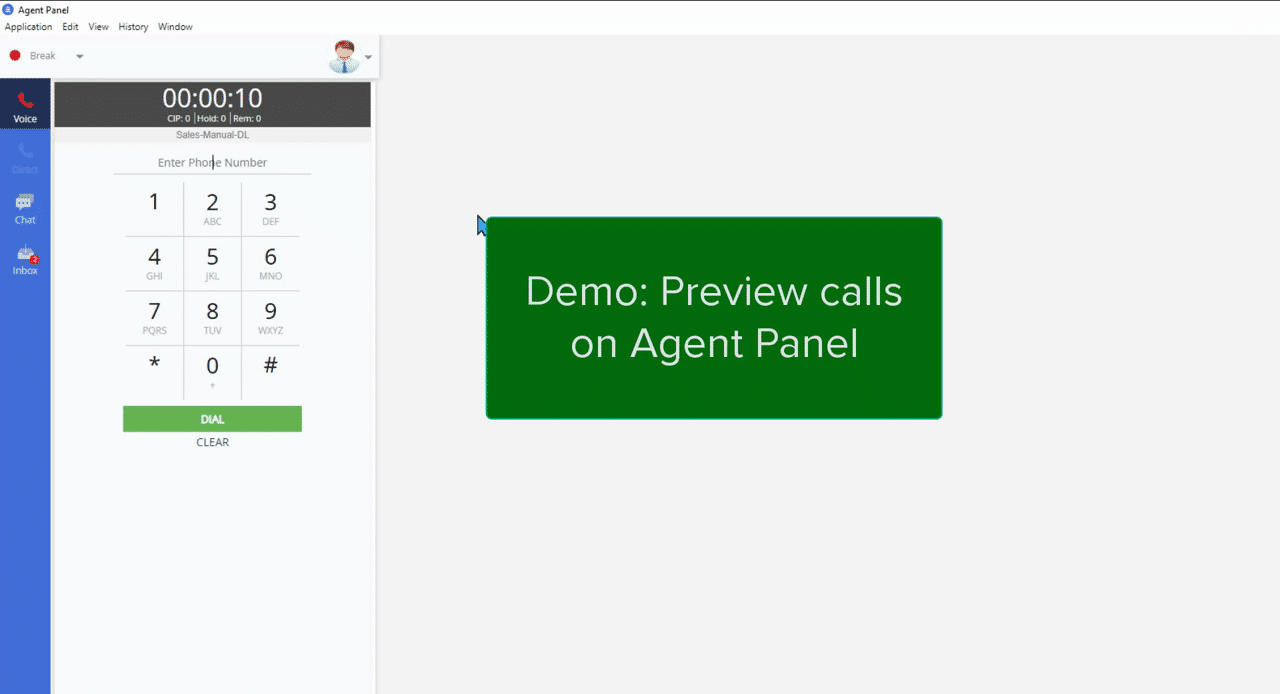 Agent Panel
Application Edit View History Window
Break
00:00:10
CIP: 0 | Hold: 0 | Rem: 0
Sales-Manual-DL
Enter Phone Number
Voice
Direct
Chat
2
Inbox
1 2 3
ABC DEF
4 5 6
GHI JKL MNO
7 8 9
PQRS TUV WXYZ
* 0 #
+
DIAL
CLEAR
Demo: Preview calls
on Agent Panel